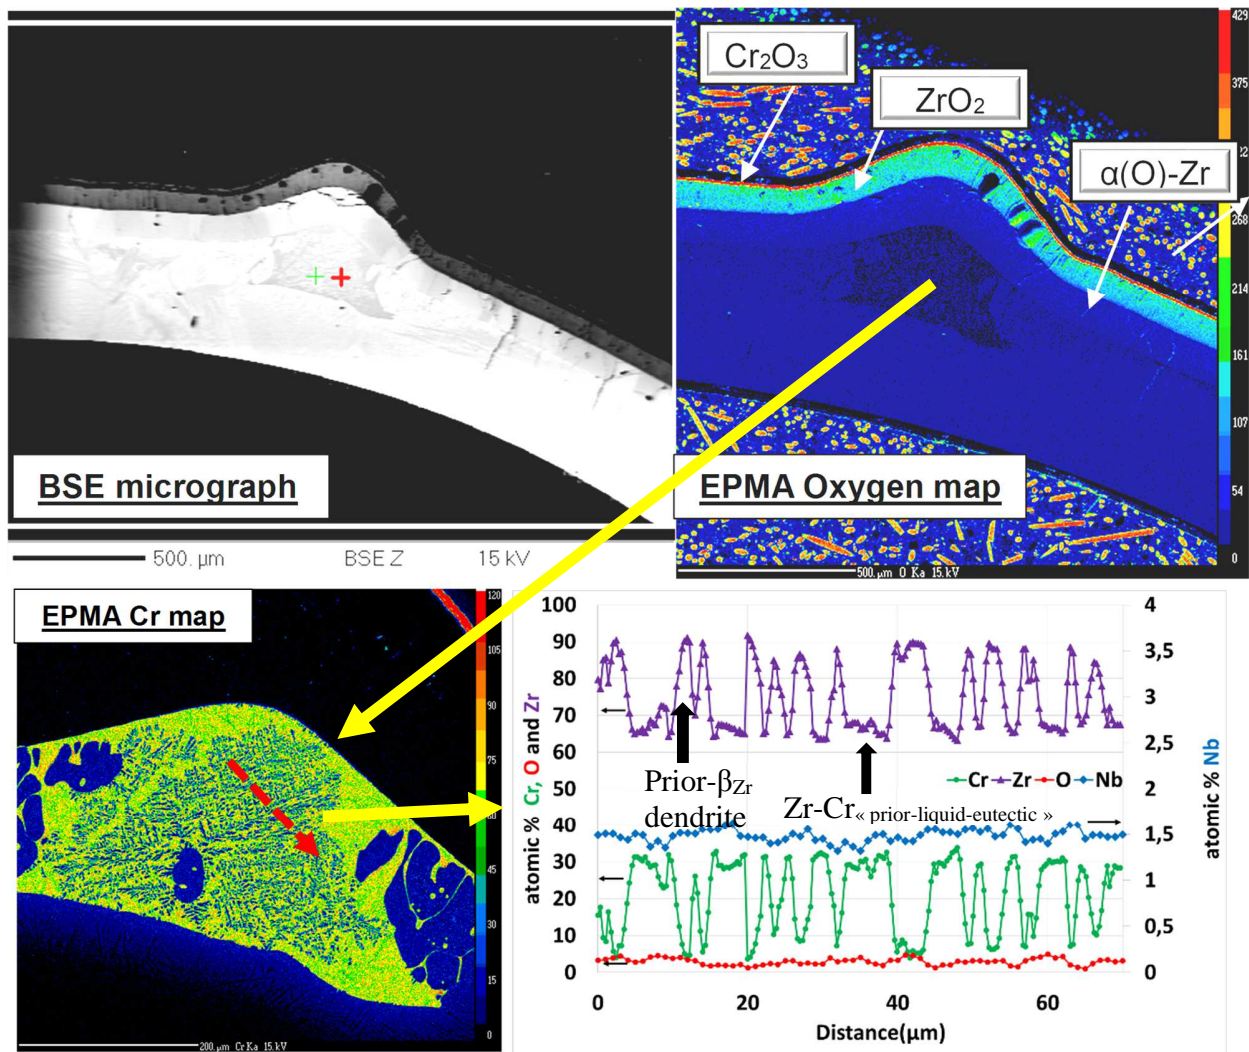 BSE micrograph
500. µm BSE Z 15 kV
Cr₂O₃
ZrO₂
α(O)-Zr
EPMA Oxygen map
500.µm O Ka 15.kV
429
375
268
214
161
107
54
0
EPMA Cr map
120
105
90
75
60
45
30
15
0
200.µm Cr Ka 15.kV
atomic % Cr, O and Zr
100
90
80
70
60
50
40
30
20
10
0
Prior-βZr
dendrite
Zr-Cr« prior-liquid-eutectic »
Cr Zr O Nb
4
3,5
3
2,5
2
1,5
1
0,5
0
atomic % Nb
0 20 40 60
Distance(µm)